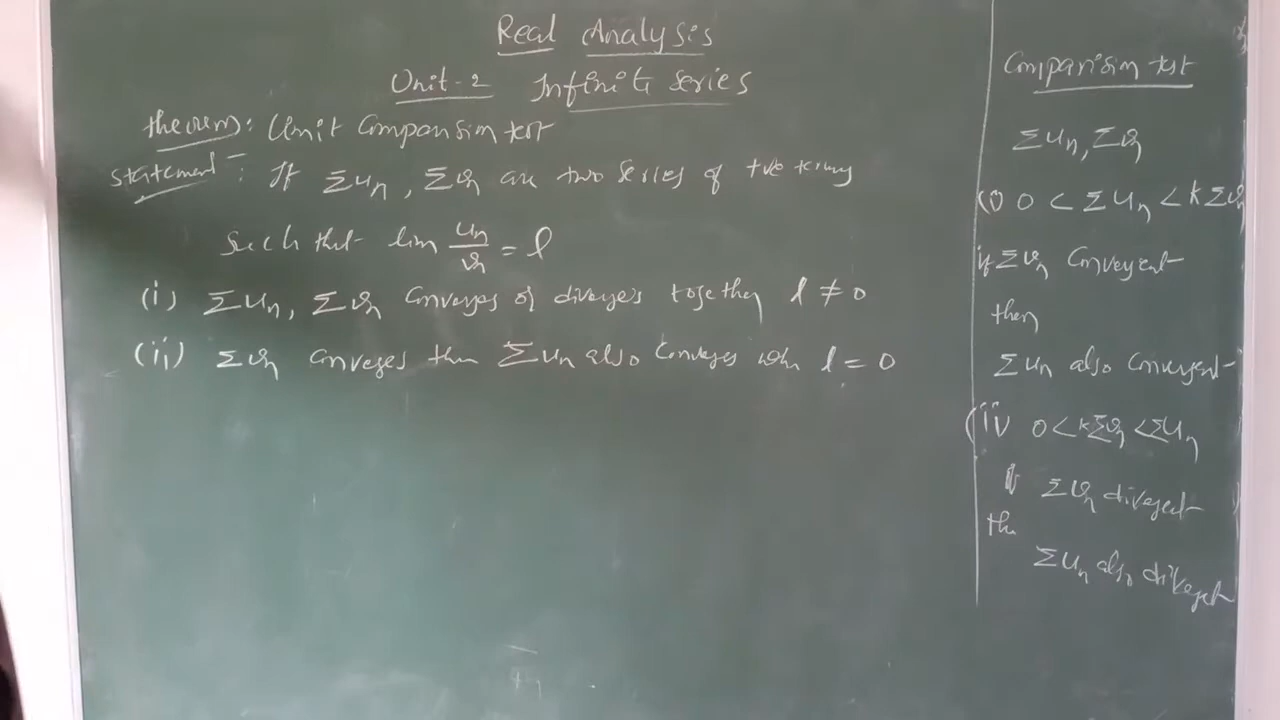 Real Analysis
Unit-2 Infinite Series
theorem: Limit Comparisim test
Statement: If Σun, Σvn are two series of +ve terms
Such that lim un/vn = l
(i) Σun, Σvn Converges or diverges together l ≠ 0
(ii) Σvn Converges then Σun also Converges when l = 0
Comparisim test
Σun, Σvn
(i) 0 < Σun < kΣvn
if Σvn Convergent
then
Σun also Convergent
(ii) 0 < kΣvn < Σun
if Σvn divergent
then
Σun also divergent